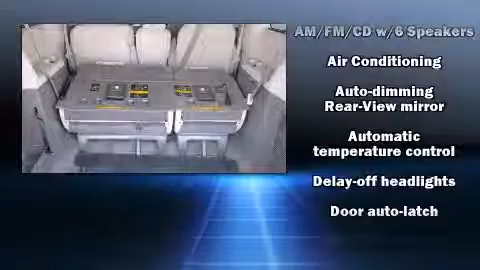 AM/FM/CD w/6 Speakers
Air Conditioning
Auto-dimming
Rear-View mirror
Automatic
temperature control
Delay-off headlights
Door auto-latch